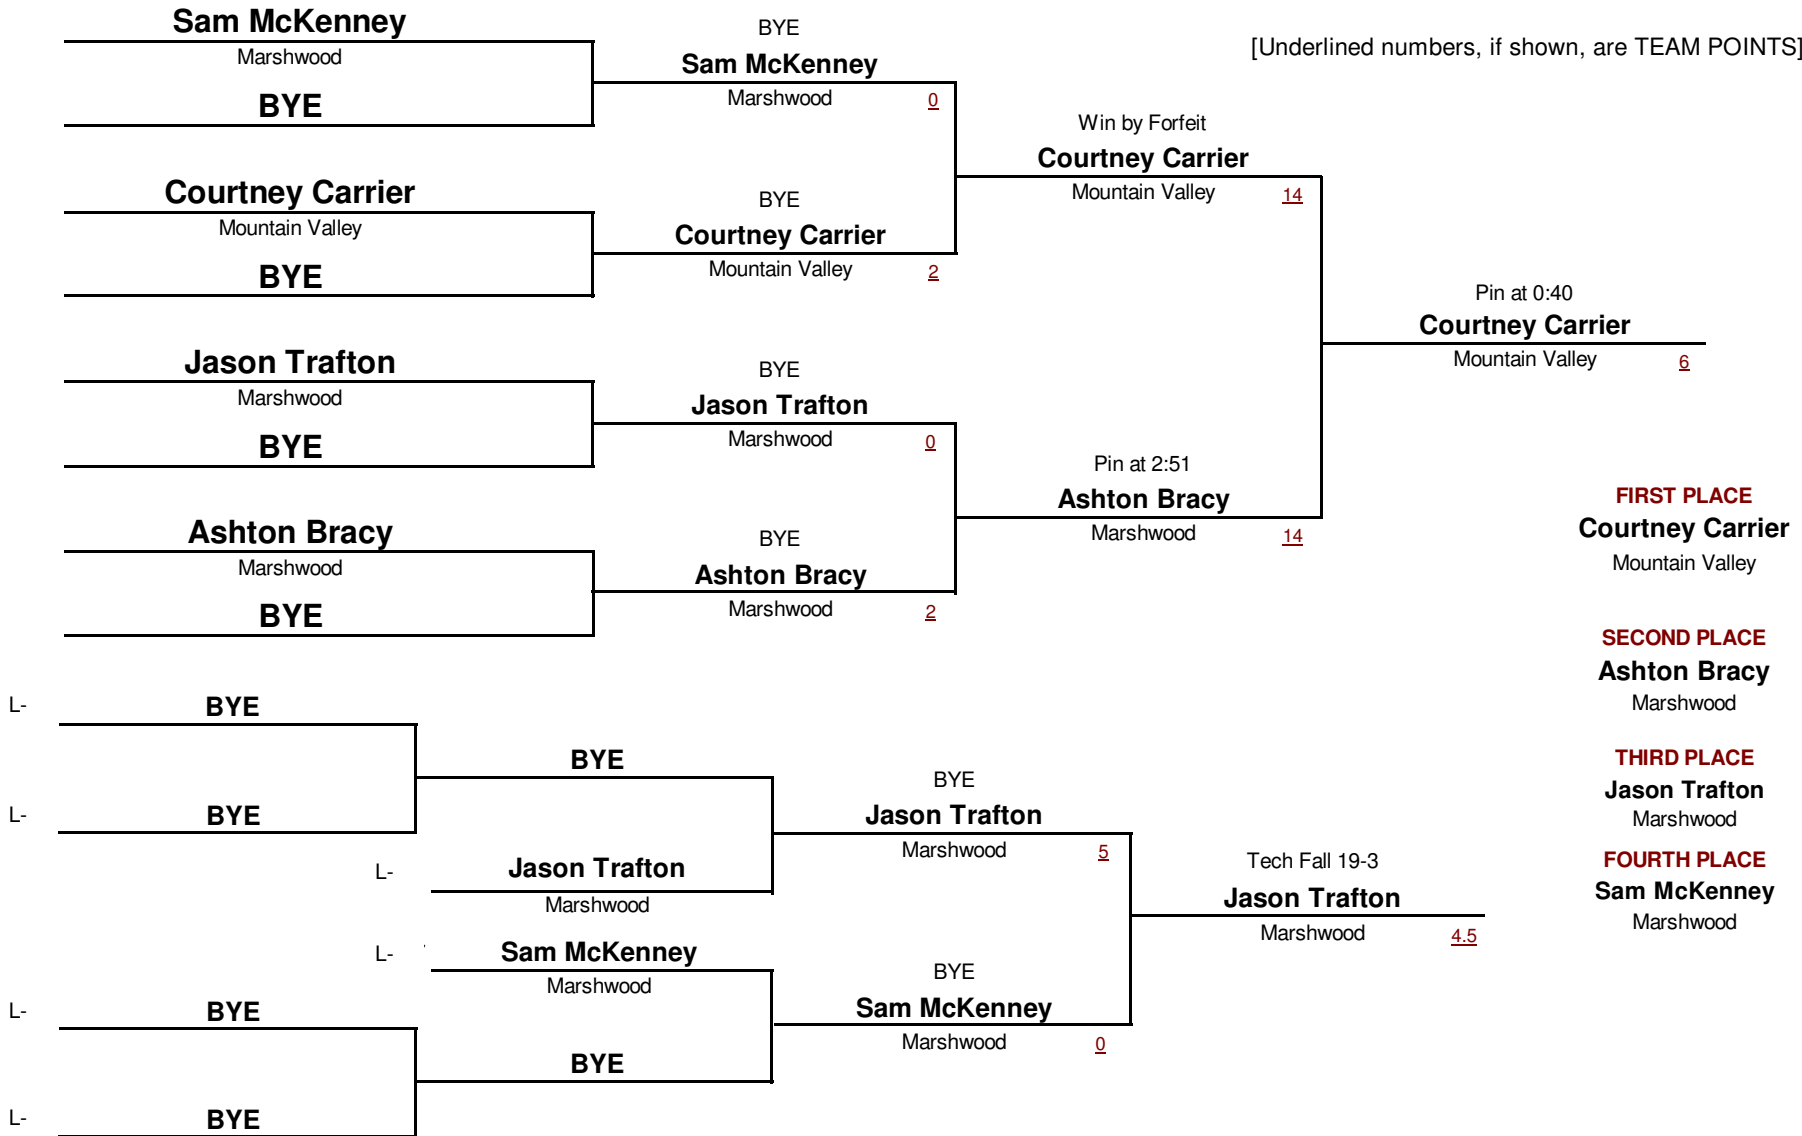 [Underlined numbers, if shown, are TEAM POINTS]
Sam McKenney
Marshwood
BYE
Courtney Carrier
Mountain Valley
BYE
Jason Trafton
Marshwood
BYE
Ashton Bracy
Marshwood
BYE
BYE
Sam McKenney
Marshwood 0
BYE
Courtney Carrier
Mountain Valley 2
BYE
Jason Trafton
Marshwood 0
BYE
Ashton Bracy
Marshwood 2
Win by Forfeit
Courtney Carrier
Mountain Valley 14
Pin at 2:51
Ashton Bracy
Marshwood 14
Pin at 0:40
Courtney Carrier
Mountain Valley 6
FIRST PLACE
Courtney Carrier
Mountain Valley
SECOND PLACE
Ashton Bracy
Marshwood
THIRD PLACE
Jason Trafton
Marshwood
FOURTH PLACE
Sam McKenney
Marshwood
L- BYE
L- BYE
L- BYE
L- BYE
BYE
L- Jason Trafton
Marshwood
L- Sam McKenney
Marshwood
BYE
BYE
Jason Trafton
Marshwood 5
BYE
Sam McKenney
Marshwood 0
Tech Fall 19-3
Jason Trafton
Marshwood 4.5